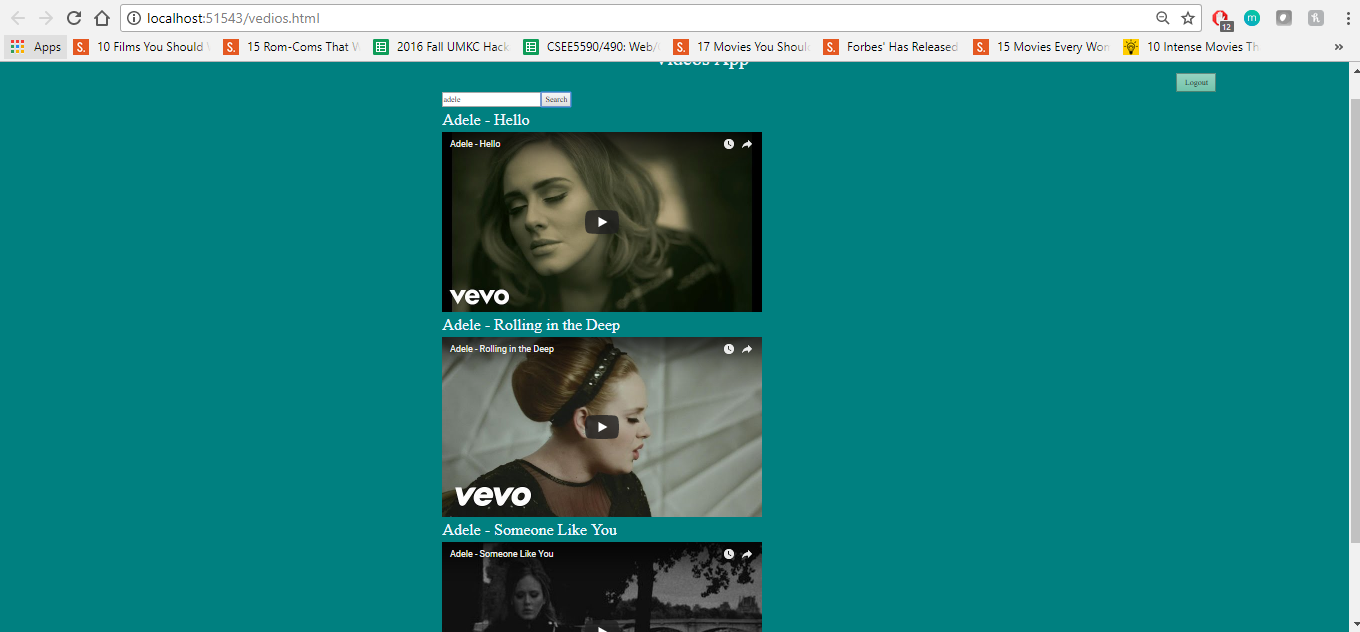 localhost:51543/vedios.html
12
m
Apps
S. 10 Films You Should
S. 15 Rom-Coms That
2016 Fall UMKC Hack
CSEE5590/490: Web/
S. 17 Movies You Shoul
S. Forbes' Has Released
S. 15 Movies Every Wom
10 Intense Movies Th
»
Videos App
Logout
adele
Search
Adele - Hello
Adele - Hello
vevo
Adele - Rolling in the Deep
Adele - Rolling in the Deep
vevo
Adele - Someone Like You
Adele - Someone Like You